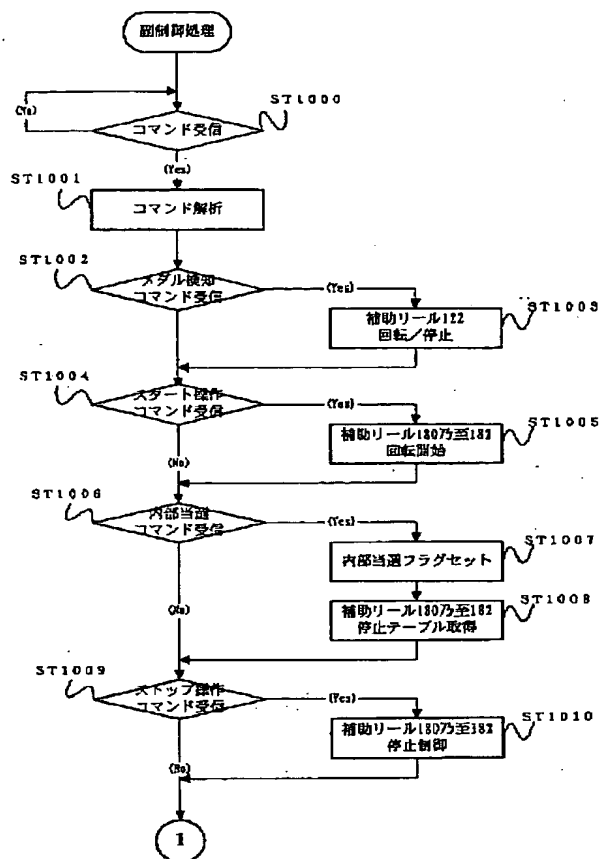 副制御処理
ST1000
(No)
コマンド受信
(Yes)
ST1001
コマンド解析
ST1002
メダル検知
コマンド受信
(Yes)
ST1003
補助リール122
回転/停止
ST1004
スタート操作
コマンド受信
(Yes)
ST1005
補助リール180乃至182
回転開始
(No)
ST1006
内部当選
コマンド受信
(Yes)
ST1007
内部当選フラグセット
ST1008
補助リール180乃至182
停止テーブル取得
(No)
ST1009
ストップ操作
コマンド受信
(Yes)
ST1010
補助リール180乃至182
停止制御
(No)
1